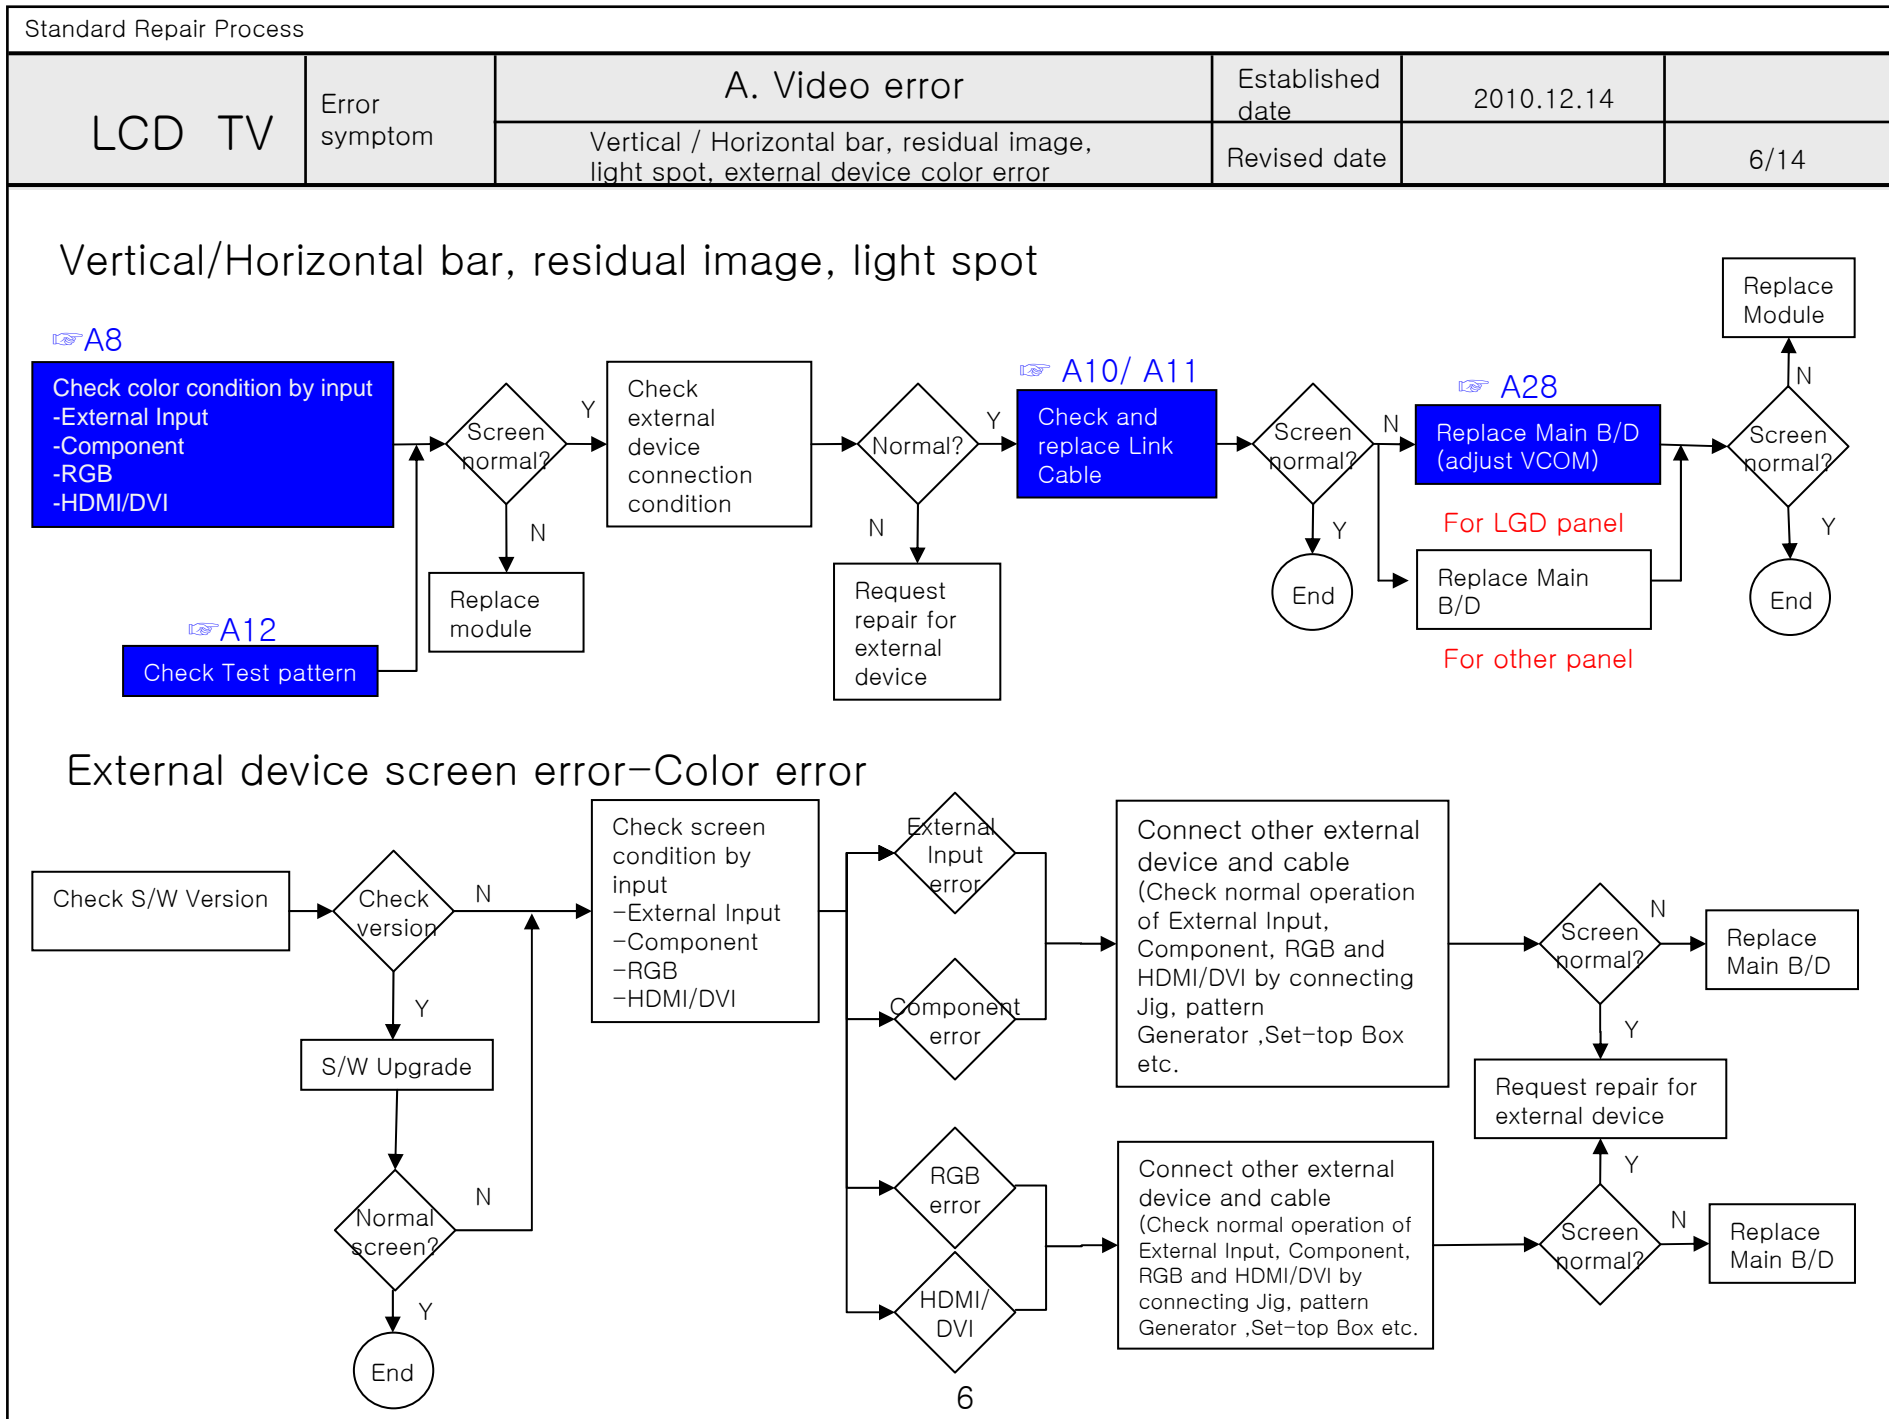 Standard Repair Process
LCD TV
Error
symptom
A. Video error
Vertical / Horizontal bar, residual image,
light spot, external device color error
Established
date
2010.12.14
Revised date
6/14
Vertical/Horizontal bar, residual image, light spot
☞A8
Check color condition by input
-External Input
-Component
-RGB
-HDMI/DVI
☞A12
Check Test pattern
Screen
normal?
Y
N
Replace
module
Check
external
device
connection
condition
Normal?
Y
N
Request
repair for
external
device
☞ A10/ A11
Check and
replace Link
Cable
Screen
normal?
N
Y
End
☞ A28
Replace Main B/D
(adjust VCOM)
For LGD panel
Replace Main
B/D
For other panel
Screen
normal?
N
Replace
Module
Y
End
External device screen error-Color error
Check S/W Version
Check
version
N
Y
S/W Upgrade
Normal
screen?
N
Y
End
Check screen
condition by
input
-External Input
-Component
-RGB
-HDMI/DVI
External
Input
error
Component
error
RGB
error
HDMI/
DVI
Connect other external
device and cable
(Check normal operation
of External Input,
Component, RGB and
HDMI/DVI by connecting
Jig, pattern
Generator ,Set-top Box
etc.
Screen
normal?
N
Replace
Main B/D
Y
Request repair for
external device
Connect other external
device and cable
(Check normal operation of
External Input, Component,
RGB and HDMI/DVI by
connecting Jig, pattern
Generator ,Set-top Box etc.
Y
Screen
normal?
N
Replace
Main B/D
6